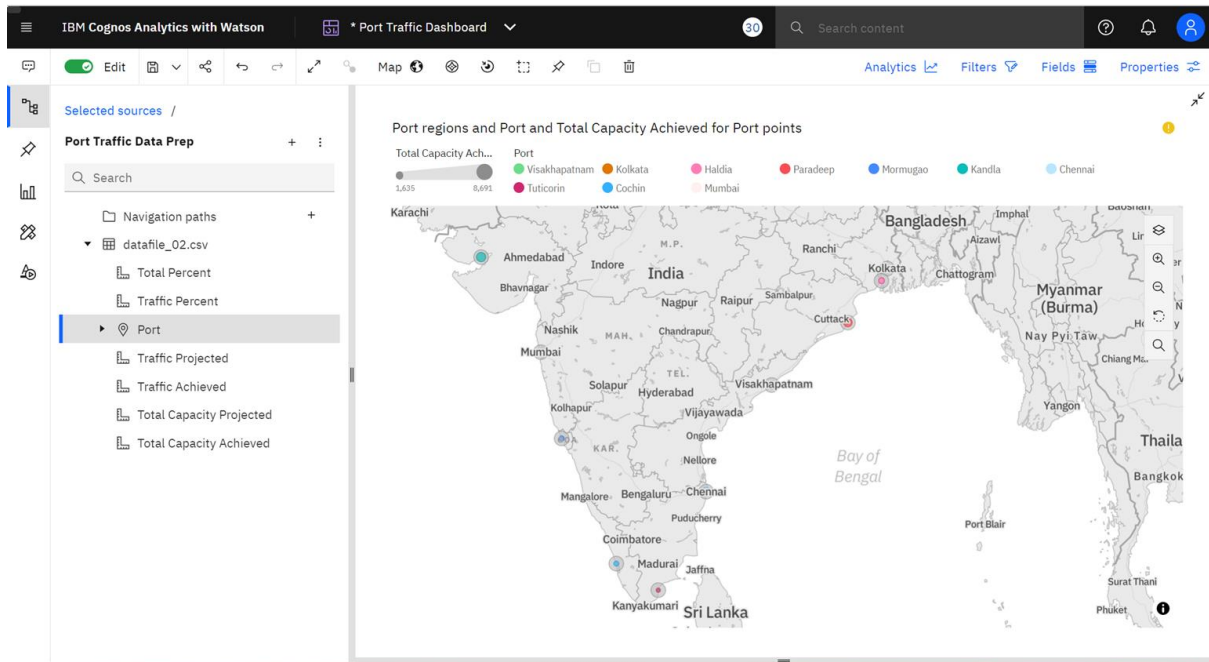 IBM Cognos Analytics with Watson
* Port Traffic Dashboard
30
Search content
Edit
Map
Analytics
Filters
Fields
Properties
Selected sources /
Port Traffic Data Prep
Search
Navigation paths
datafile_02.csv
Total Percent
Traffic Percent
Port
Traffic Projected
Traffic Achieved
Total Capacity Projected
Total Capacity Achieved
Port regions and Port and Total Capacity Achieved for Port points
Total Capacity Ach...
1,635 8,691
Port
Visakhapatnam Kolkata Haldia Paradeep Mormugao Kandla Chennai
Tuticorin Cochin Mumbai
Karachi
Bangladesh
Imphal
M.P.
Ranchi
Aizawl
Ahmedabad
Indore
India
Kolkata
Chattogram
Bhavnagar
Nagpur
Raipur
Sambalpur
Myanmar
(Burma)
Cuttack
Nashik
MAH.
Chandrapur
Nay Pyi Taw
Mumbai
Chiang Ma..
TEL.
Solapur
Hyderabad
Visakhapatnam
Kolhapur
Vijayawada
Yangon
Ongole
KAR.
Thaila
Nellore
Bay of
Bengal
Bangkok
Mangalore
Bengaluru
Chennai
Puducherry
Port Blair
Coimbatore
Madurai
Jaffna
Surat Thani
Kanyakumari
Sri Lanka
Phuket